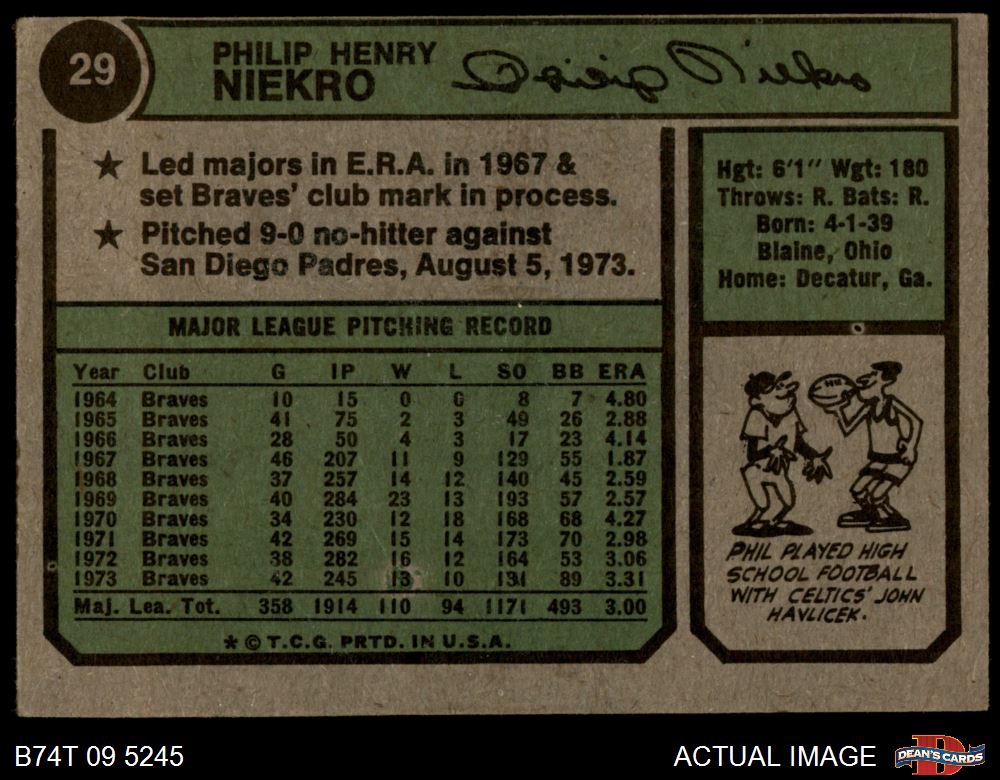 29
PHILIP HENRY
NIEKRO
Philip Niekro
★ Led majors in E.R.A. in 1967 &
set Braves' club mark in process.
★ Pitched 9-0 no-hitter against
San Diego Padres, August 5, 1973.
Hgt: 6'1" Wgt: 180
Throws: R. Bats: R.
Born: 4-1-39
Blaine, Ohio
Home: Decatur, Ga.
MAJOR LEAGUE PITCHING RECORD
Year Club G IP W L SO BB ERA
1964 Braves 10 15 0 0 8 7 4.80
1965 Braves 41 75 2 3 49 26 2.88
1966 Braves 28 50 4 3 17 23 4.14
1967 Braves 46 207 11 9 129 55 1.87
1968 Braves 37 257 14 12 140 45 2.59
1969 Braves 40 284 23 13 193 57 2.57
1970 Braves 34 230 12 18 168 68 4.27
1971 Braves 42 269 15 14 173 70 2.98
1972 Braves 38 282 16 12 164 53 3.06
1973 Braves 42 245 13 10 131 89 3.31
Maj. Lea. Tot. 358 1914 110 94 1171 493 3.00
* © T.C.G. PRTD. IN U.S.A.
PHIL PLAYED HIGH
SCHOOL FOOTBALL
WITH CELTICS' JOHN
HAVLICEK.
B74T 09 5245
ACTUAL IMAGE
DEAN'S CARDS